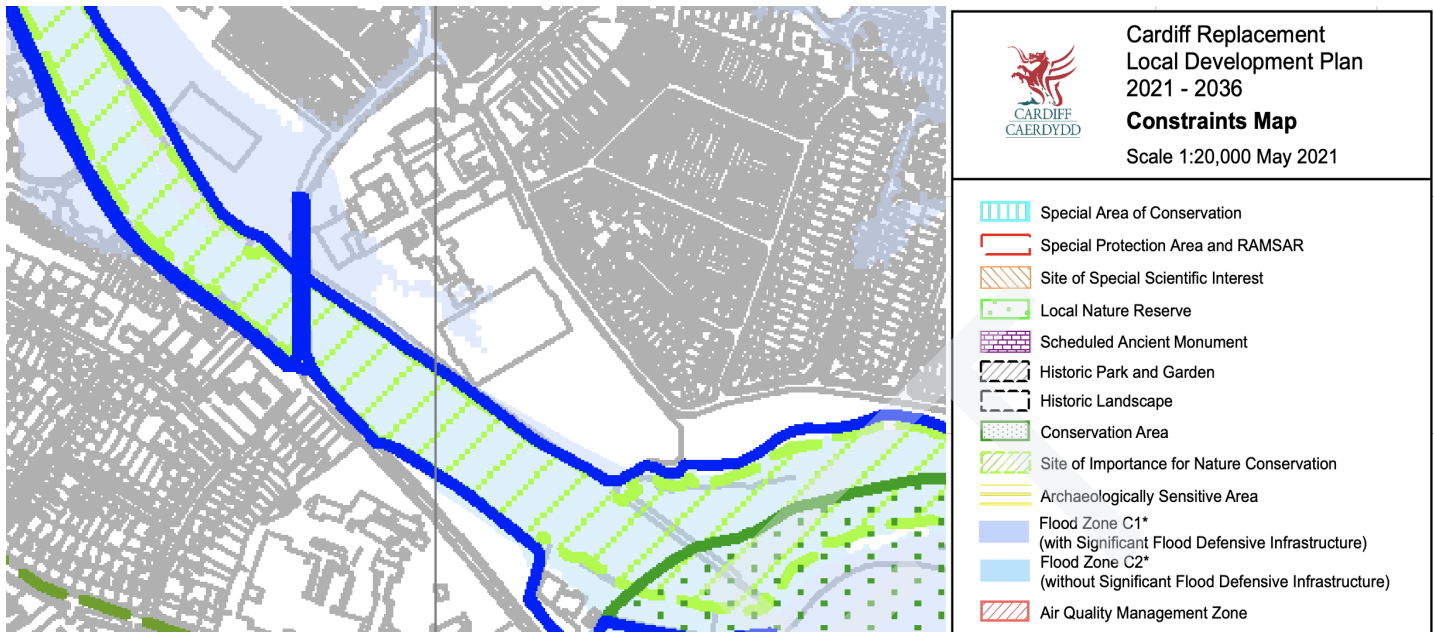 Cardiff Replacement
Local Development Plan
2021 - 2036
Constraints Map
Scale 1:20,000 May 2021
CARDIFF
CAERDYDD
Special Area of Conservation
Special Protection Area and RAMSAR
Site of Special Scientific Interest
Local Nature Reserve
Scheduled Ancient Monument
Historic Park and Garden
Historic Landscape
Conservation Area
Site of Importance for Nature Conservation
Archaeologically Sensitive Area
Flood Zone C1*
(with Significant Flood Defensive Infrastructure)
Flood Zone C2*
(without Significant Flood Defensive Infrastructure)
Air Quality Management Zone